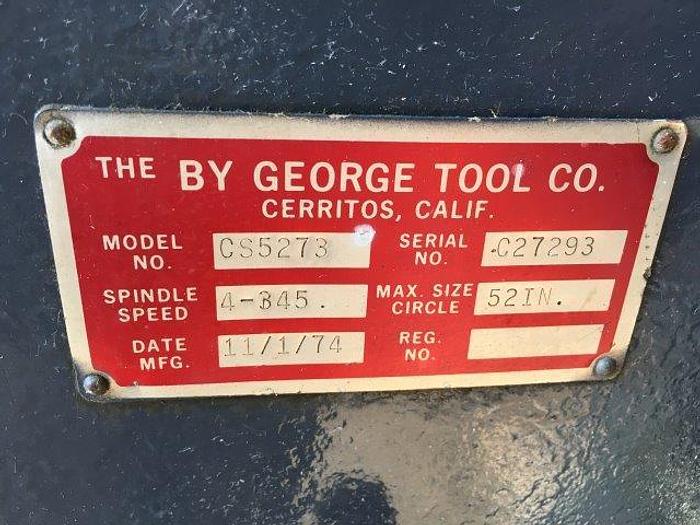 THE BY GEORGE TOOL CO.
CERRITOS, CALIF.
MODEL NO. CS5273
SERIAL NO. C27293
SPINDLE SPEED 4-345.
MAX. SIZE CIRCLE 52IN.
DATE MFG. 11/1/74
REG. NO.